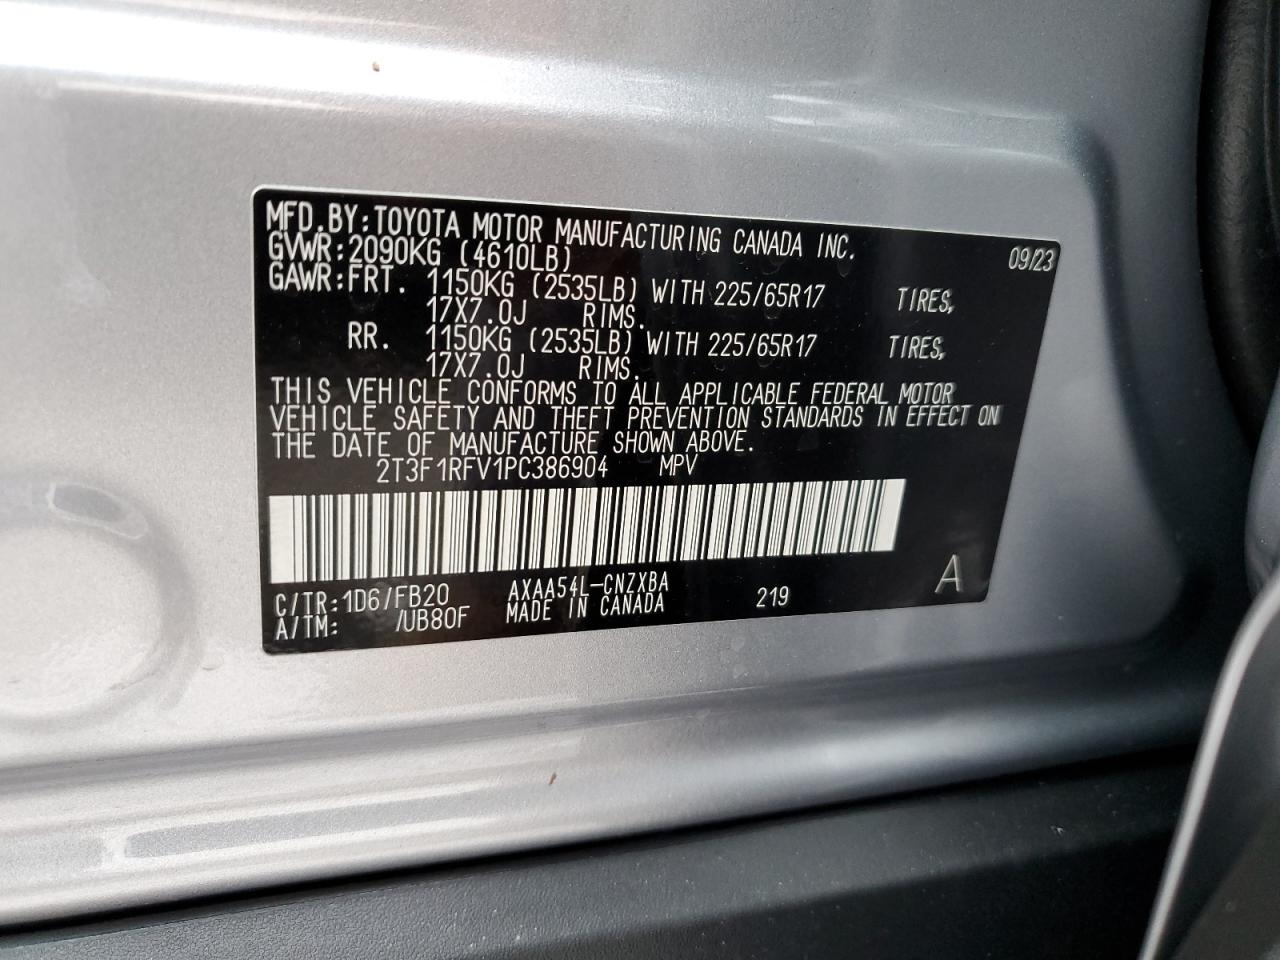 MFD.BY:TOYOTA MOTOR MANUFACTURING CANADA INC. 09/23
GVWR:2090KG (4610LB)
GAWR:FRT. 1150KG (2535LB) WITH 225/65R17 TIRES,
17X7.0J RIMS.
RR. 1150KG (2535LB) WITH 225/65R17 TIRES,
17X7.0J RIMS.
THIS VEHICLE CONFORMS TO ALL APPLICABLE FEDERAL MOTOR
VEHICLE SAFETY AND THEFT PREVENTION STANDARDS IN EFFECT ON
THE DATE OF MANUFACTURE SHOWN ABOVE.
2T3F1RFV1PC386904 MPV
C/TR:1D6/FB20 AXAA54L-CNZXBA 219 A
A/TM: /UB80F MADE IN CANADA